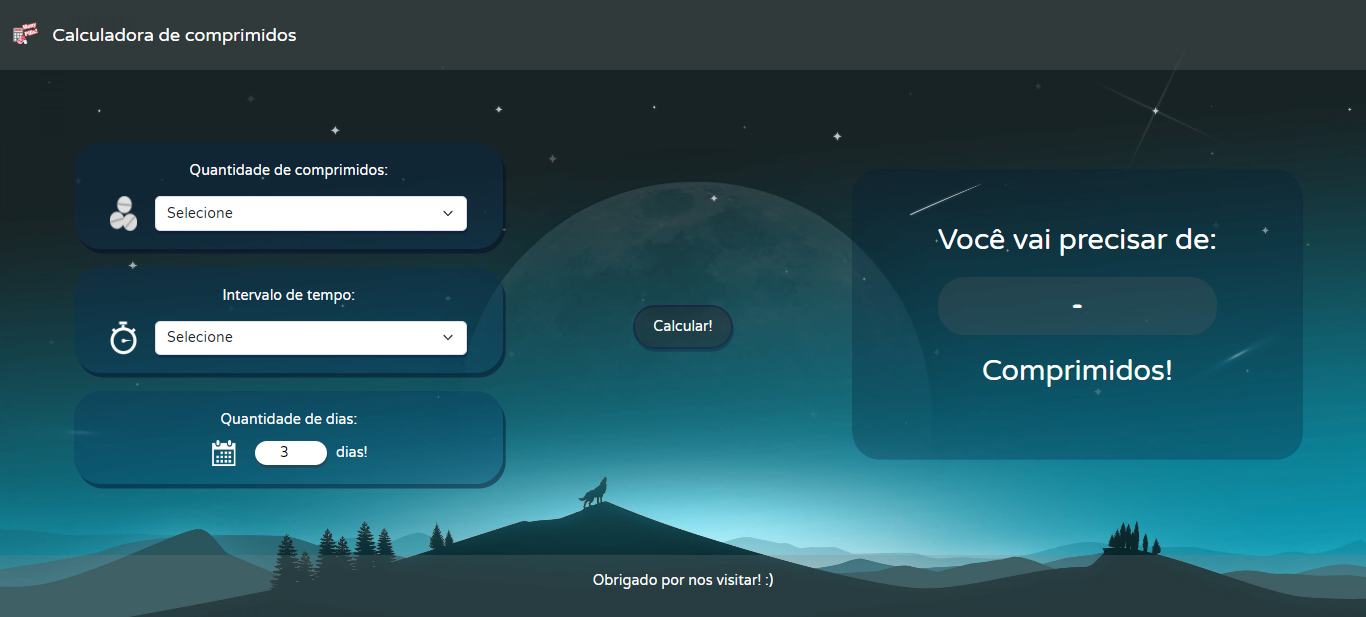 Calculadora de comprimidos
Quantidade de comprimidos:
Selecione
Intervalo de tempo:
Selecione
Quantidade de dias:
3 dias!
Calcular!
Você vai precisar de:
-
Comprimidos!
Obrigado por nos visitar! :)